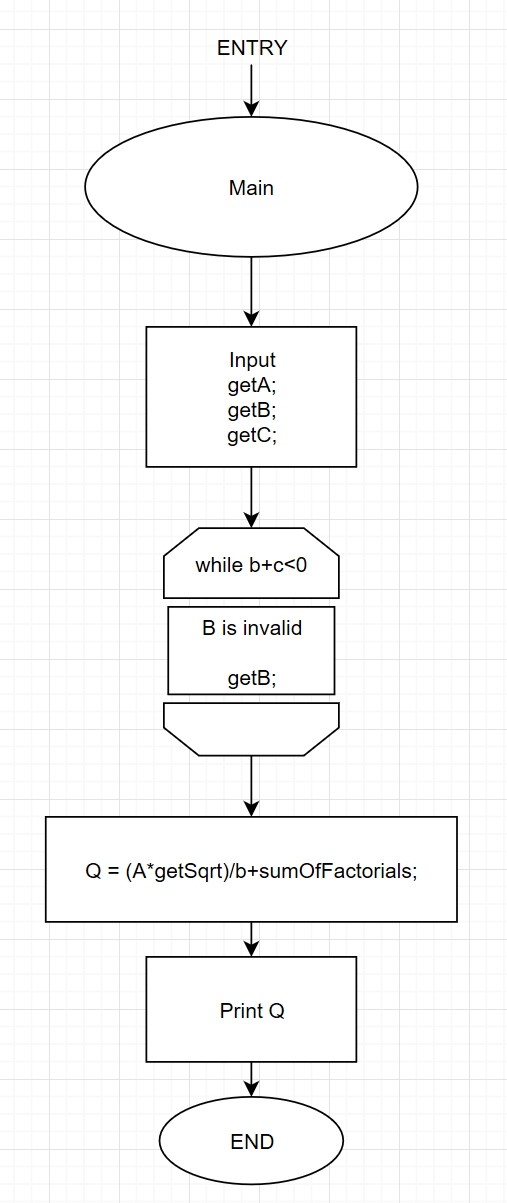 ENTRY
Main
Input
getA;
getB;
getC;
while b+c<0
B is invalid
getB;
Q = (A*getSqrt)/b+sumOfFactorials;
Print Q
END